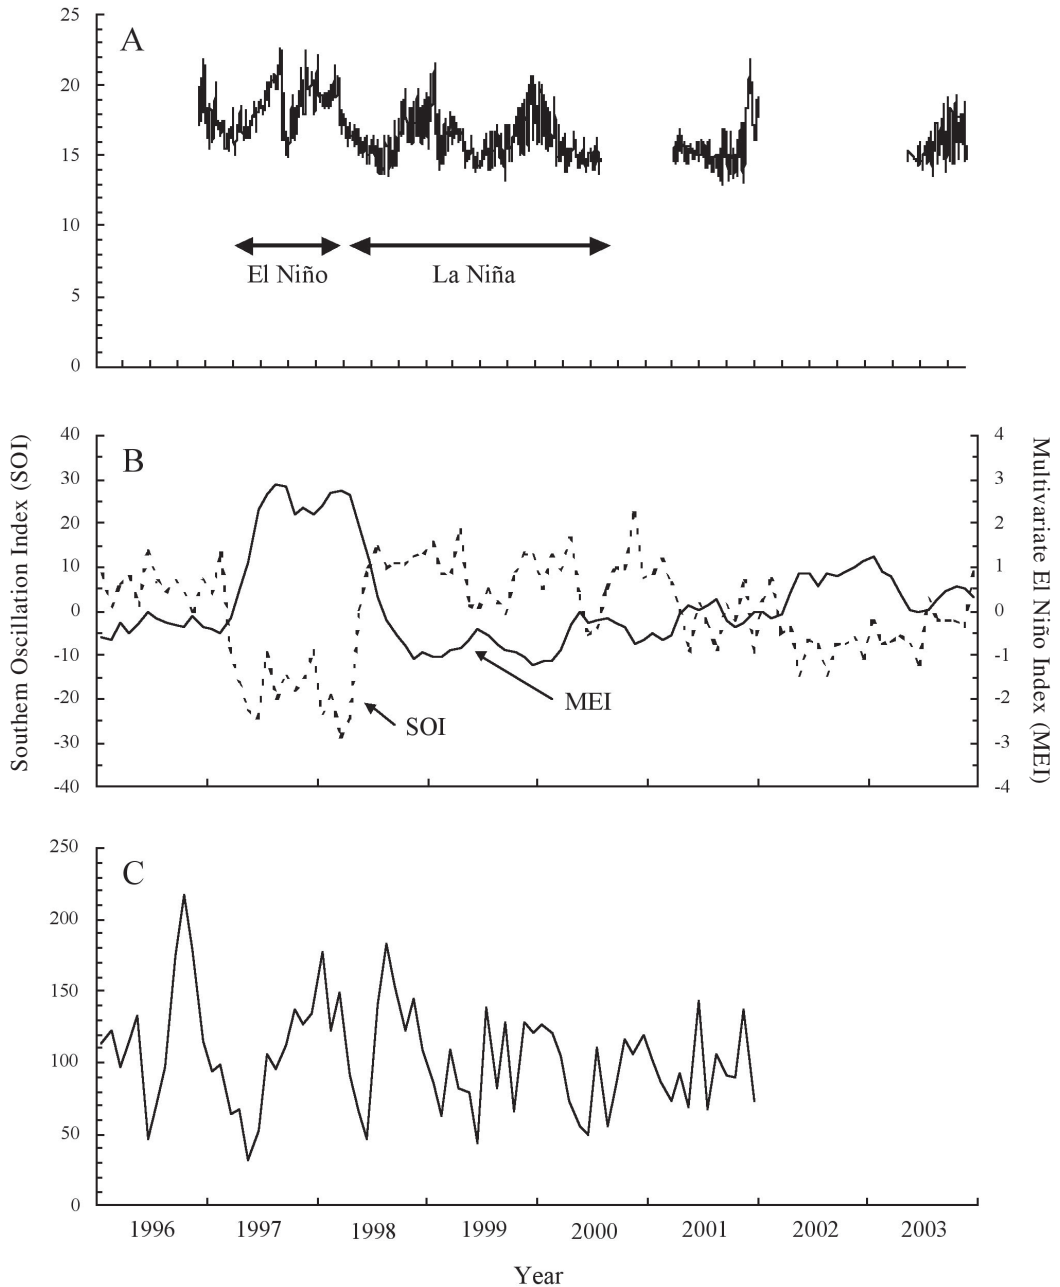 25
A
20
15
10
El Niño
La Niña
5
0
Southern Oscillation Index (SOI)
Multivariate El Niño Index (MEI)
40
4
B
30
3
20
2
10
1
0
0
-10
-1
MEI
-20
-2
SOI
-30
-3
-40
-4
250
C
200
150
100
50
0
1996 1997 1998 1999 2000 2001 2002 2003
Year